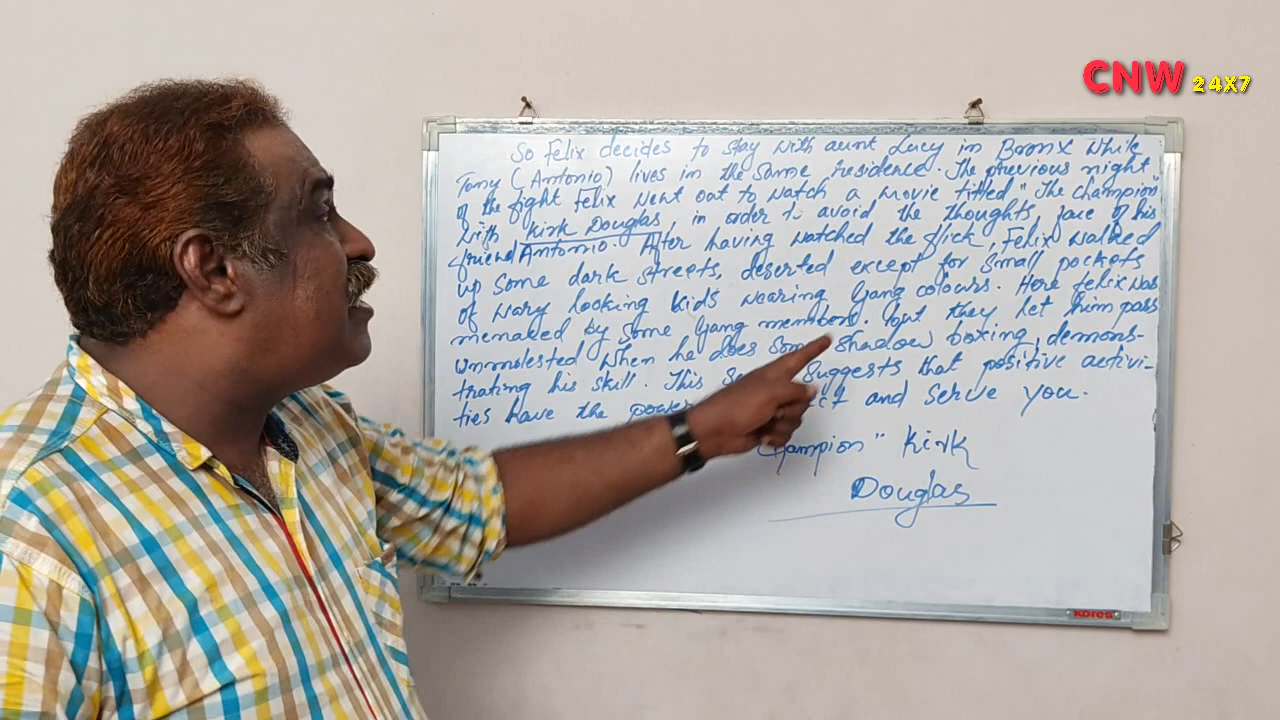 CNW 24X7
So Felix decides to stay with aunt Lucy in Bronx while
Tony (Antonio) lives in the same residence. The previous night
of the fight Felix went out to watch a movie titled "The Champion"
with Kirk Douglas, in order to avoid the thoughts, face of his
friend Antonio. After having watched the flick, Felix walked
up some dark streets, deserted except for small pockets
of wary looking kids wearing gang colours. Here Felix was
menaced by some gang members. but they let him pass
unmolested when he does some shadow boxing, demons-
trating his skill. This suggests that positive activi-
ties have the power and serve you.
Champion" Kirk
Douglas
kores